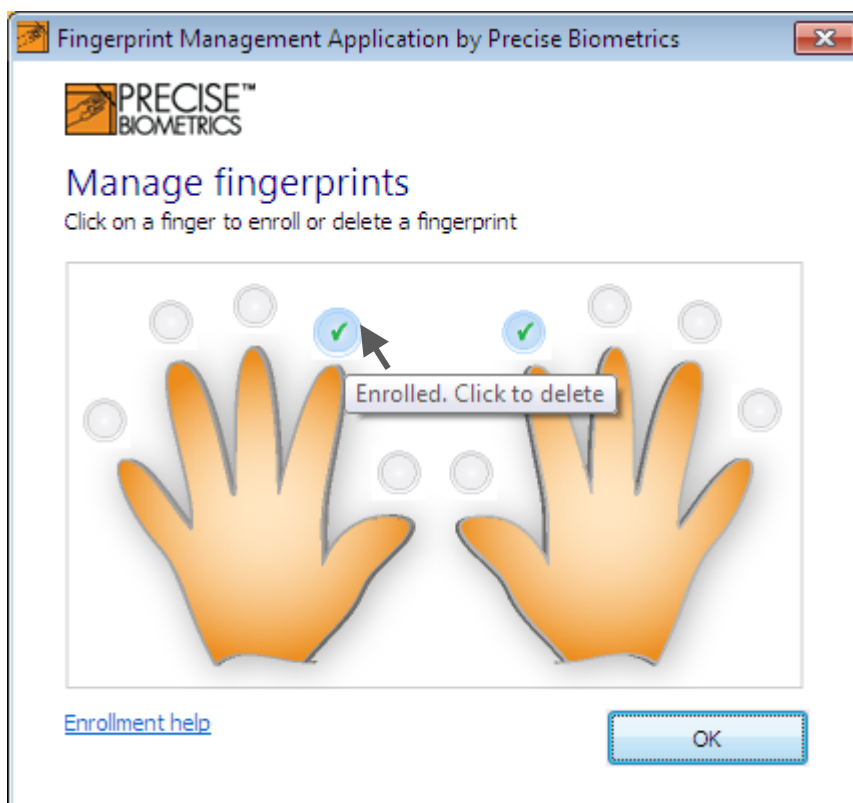 Fingerprint Management Application by Precise Biometrics
PRECISE™
BIOMETRICS
Manage fingerprints
Click on a finger to enroll or delete a fingerprint
Enrolled. Click to delete
Enrollment help
OK